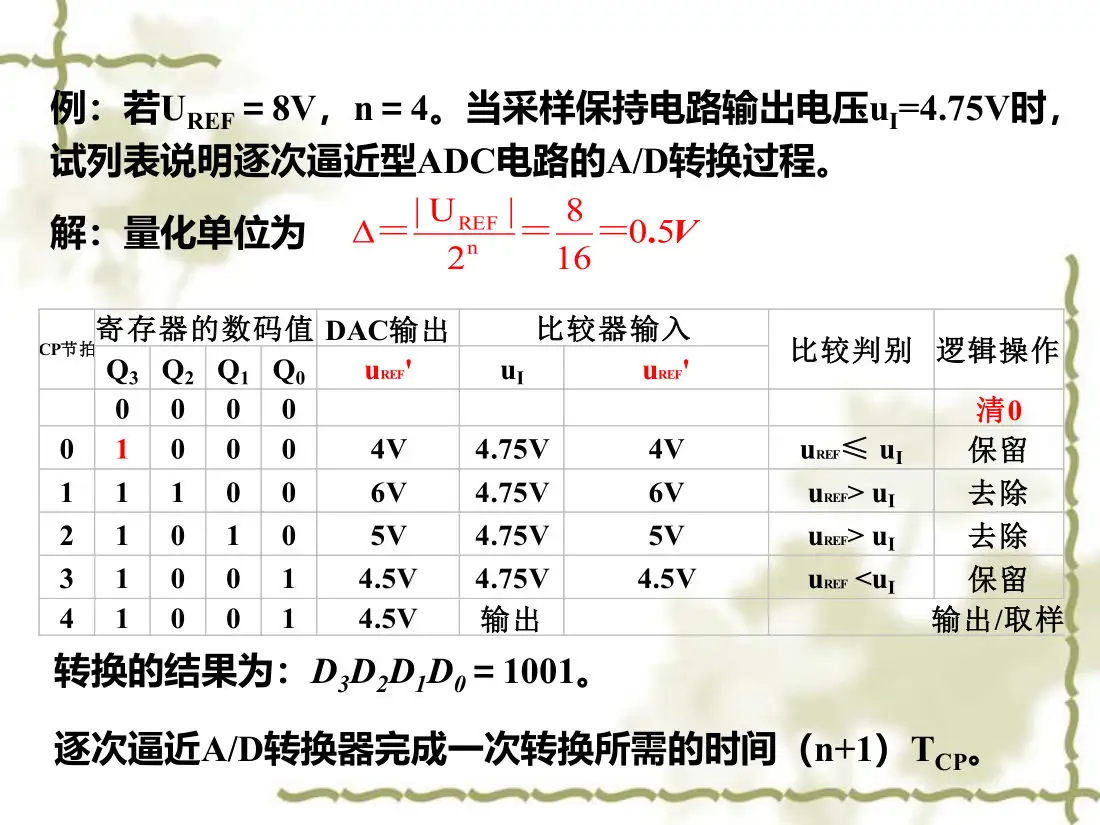 例：若UREF＝8V，n＝4。当采样保持电路输出电压uI=4.75V时，
试列表说明逐次逼近型ADC电路的A/D转换过程。
解：量化单位为 Δ＝|UREF|/2ⁿ＝8/16＝0.5V
CP节拍 寄存器的数码值 DAC输出 比较器输入 比较判别 逻辑操作
Q3 Q2 Q1 Q0 uREF' uI uREF'
0 0 0 0 清0
0 1 0 0 0 4V 4.75V 4V uREF≤ uI 保留
1 1 1 0 0 6V 4.75V 6V uREF> uI 去除
2 1 0 1 0 5V 4.75V 5V uREF> uI 去除
3 1 0 0 1 4.5V 4.75V 4.5V uREF <uI 保留
4 1 0 0 1 4.5V 输出 输出/取样
转换的结果为：D3D2D1D0＝1001。
逐次逼近A/D转换器完成一次转换所需的时间（n+1）TCP。